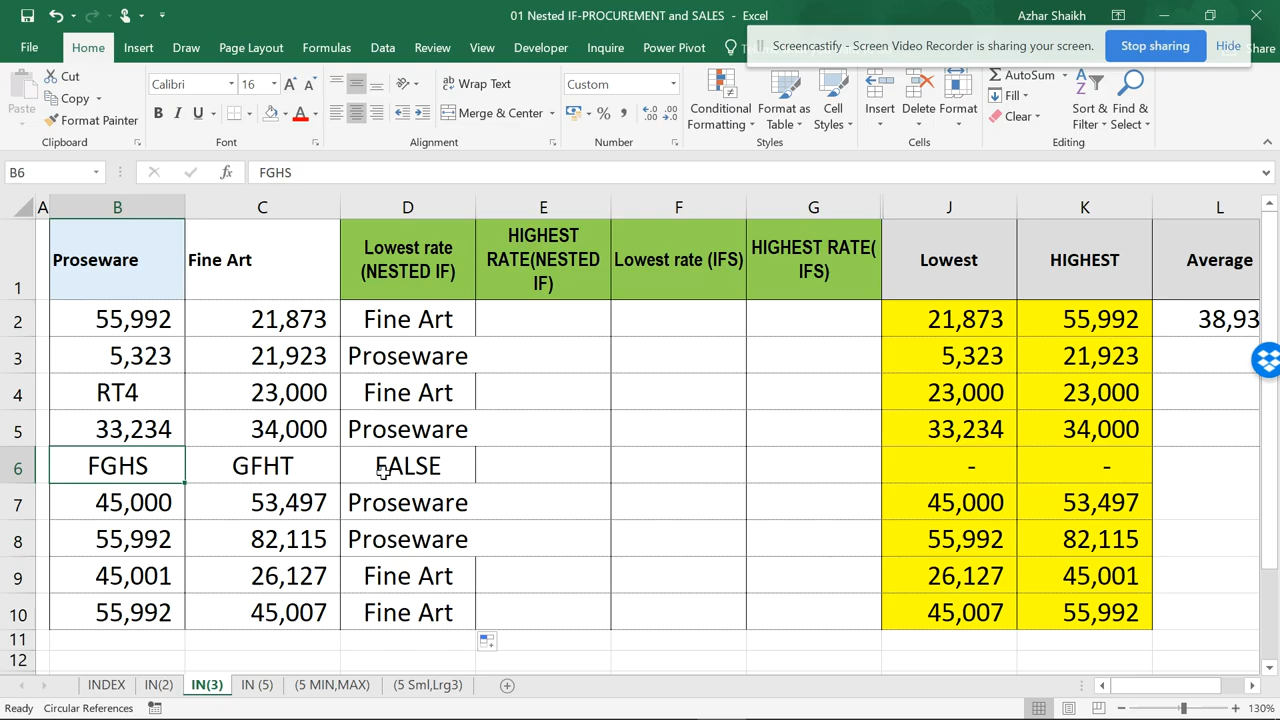 01 Nested IF-PROCUREMENT and SALES - Excel
Azhar Shaikh
File Home Insert Draw Page Layout Formulas Data Review View Developer Inquire Power Pivot
Screencastify - Screen Video Recorder is sharing your screen. Stop sharing Hide
Share
Paste
Cut
Copy
Format Painter
Clipboard
Calibri 16 A A
B I U A
Font
Wrap Text
Merge & Center
Alignment
Custom
% ,
Number
Conditional Formatting
Format as Table
Cell Styles
Styles
Insert Delete Format
Cells
AutoSum
Fill
Clear
Sort & Filter
Find & Select
Editing
B6 fx FGHS
A B C D E F G J K L
1 Proseware Fine Art Lowest rate (NESTED IF) HIGHEST RATE(NESTED IF) Lowest rate (IFS) HIGHEST RATE( IFS) Lowest HIGHEST Average
2 55,992 21,873 Fine Art 21,873 55,992 38,93
3 5,323 21,923 Proseware 5,323 21,923
4 RT4 23,000 Fine Art 23,000 23,000
5 33,234 34,000 Proseware 33,234 34,000
6 FGHS GFHT FALSE - -
7 45,000 53,497 Proseware 45,000 53,497
8 55,992 82,115 Proseware 55,992 82,115
9 45,001 26,127 Fine Art 26,127 45,001
10 55,992 45,007 Fine Art 45,007 55,992
11
12
INDEX IN(2) IN(3) IN (5) (5 MIN,MAX) (5 Sml,Lrg3)
Ready Circular References 130%